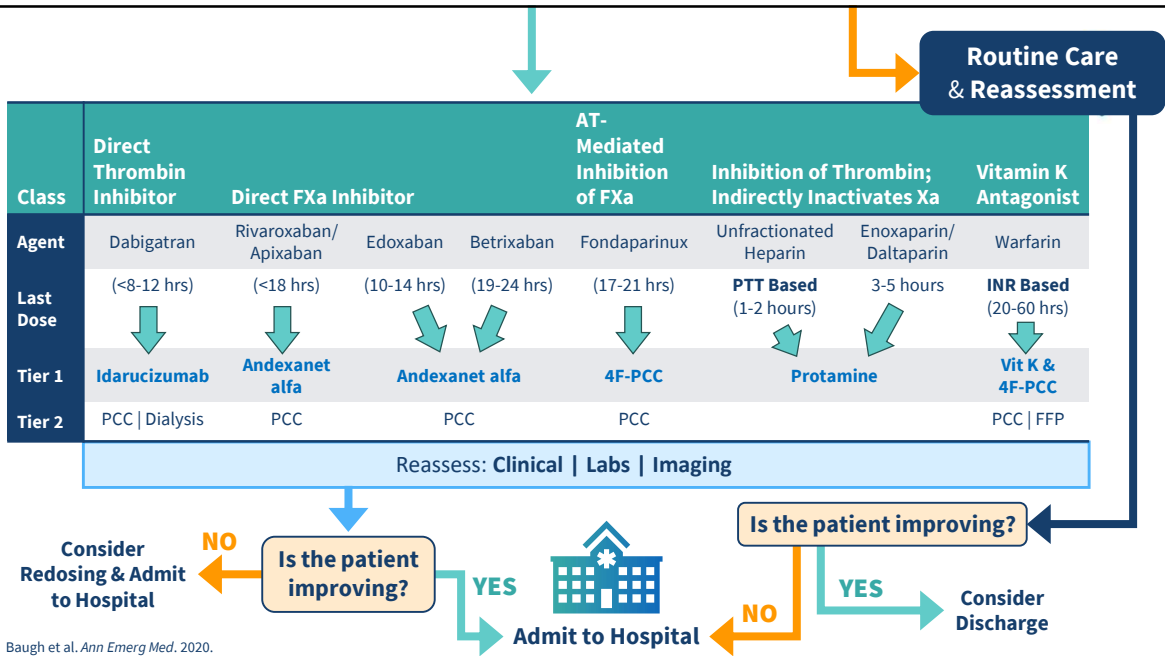 Routine Care
& Reassessment
Class
Direct
Thrombin
Inhibitor
Direct FXa Inhibitor
AT-
Mediated
Inhibition
of FXa
Inhibition of Thrombin;
Indirectly Inactivates Xa
Vitamin K
Antagonist
Agent
Dabigatran
Rivaroxaban/
Apixaban
Edoxaban
Betrixaban
Fondaparinux
Unfractionated
Heparin
Enoxaparin/
Daltaparin
Warfarin
Last
Dose
(<8-12 hrs)
(<18 hrs)
(10-14 hrs)
(19-24 hrs)
(17-21 hrs)
PTT Based
(1-2 hours)
3-5 hours
INR Based
(20-60 hrs)
Tier 1
Idarucizumab
Andexanet
alfa
Andexanet alfa
4F-PCC
Protamine
Vit K &
4F-PCC
Tier 2
PCC | Dialysis
PCC
PCC
PCC
PCC | FFP
Reassess: Clinical | Labs | Imaging
Consider
Redosing & Admit
to Hospital
NO
Is the patient
improving?
YES
Admit to Hospital
Is the patient improving?
NO
YES
Consider
Discharge
Baugh et al. Ann Emerg Med. 2020.